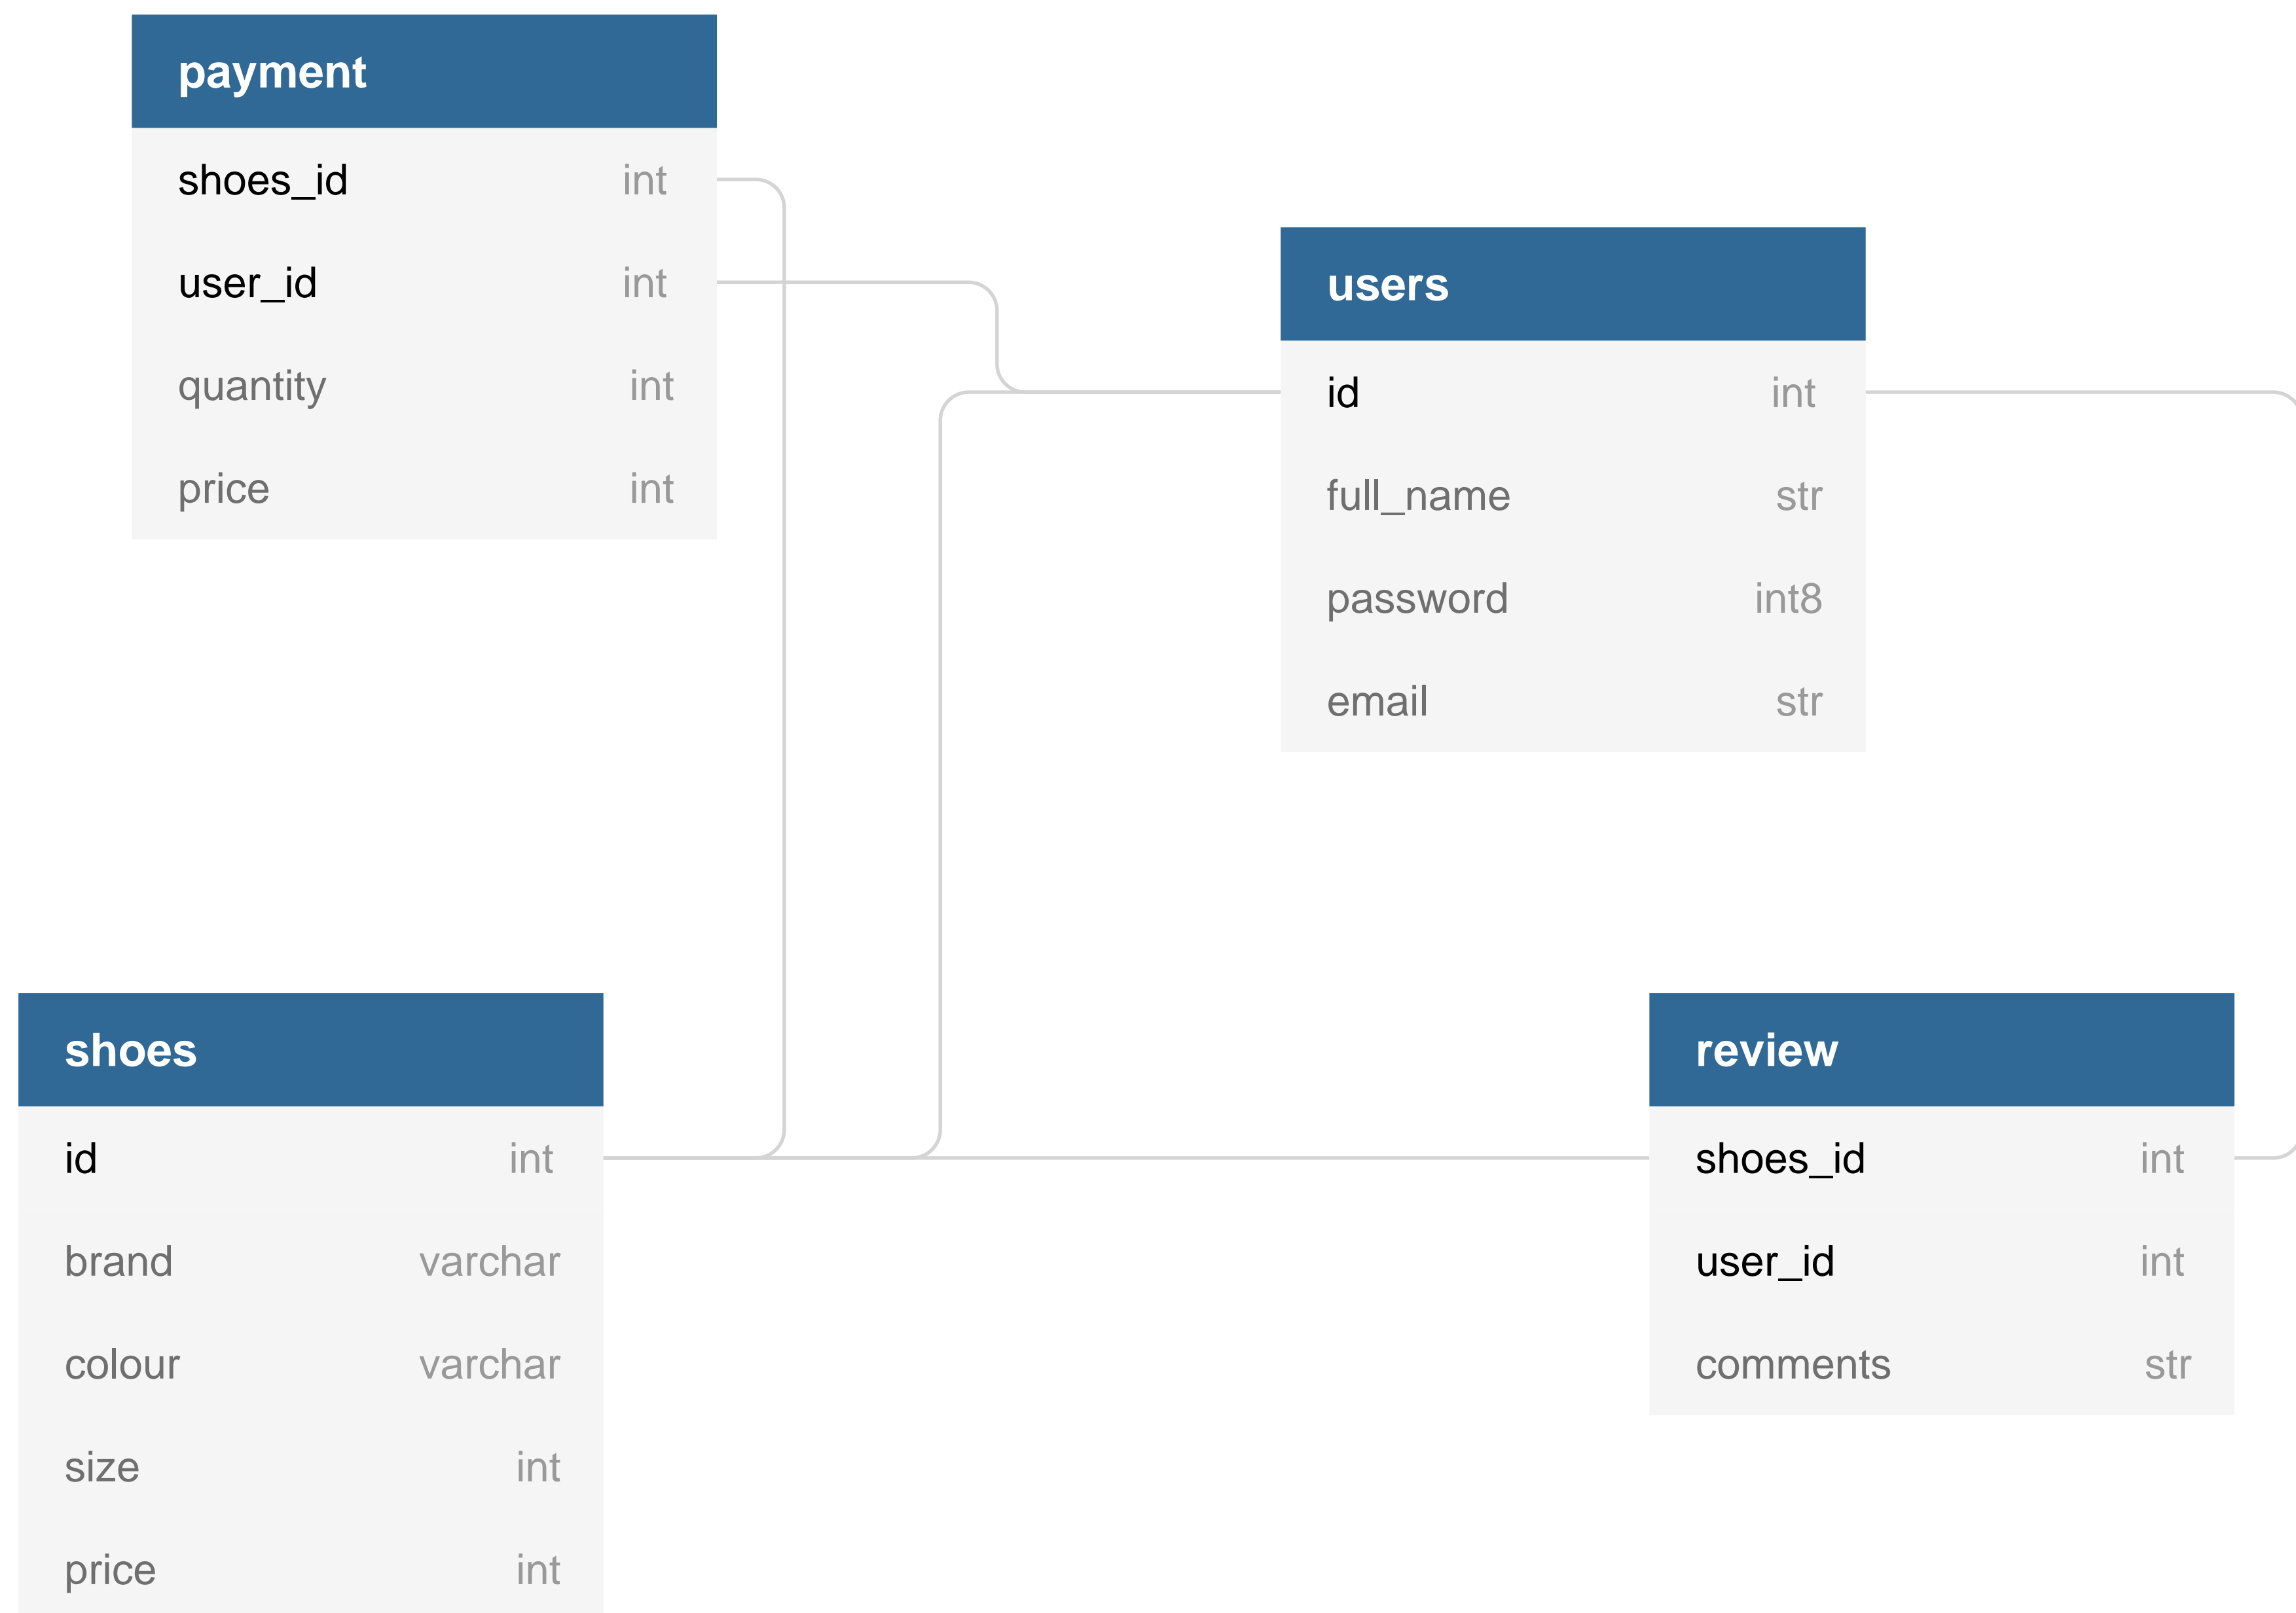 payment
shoes_id int
user_id int
quantity int
price int
users
id int
full_name str
password int8
email str
shoes
id int
brand varchar
colour varchar
size int
price int
review
shoes_id int
user_id int
comments str